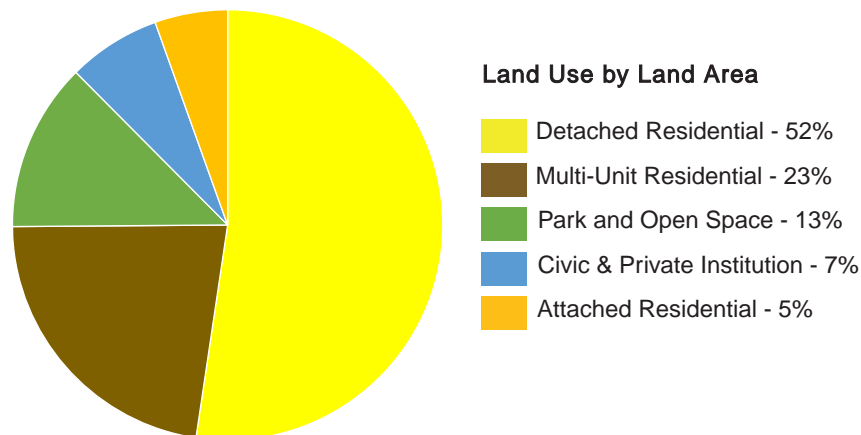 Land Use by Land Area
Detached Residential - 52%
Multi-Unit Residential - 23%
Park and Open Space - 13%
Civic & Private Institution - 7%
Attached Residential - 5%